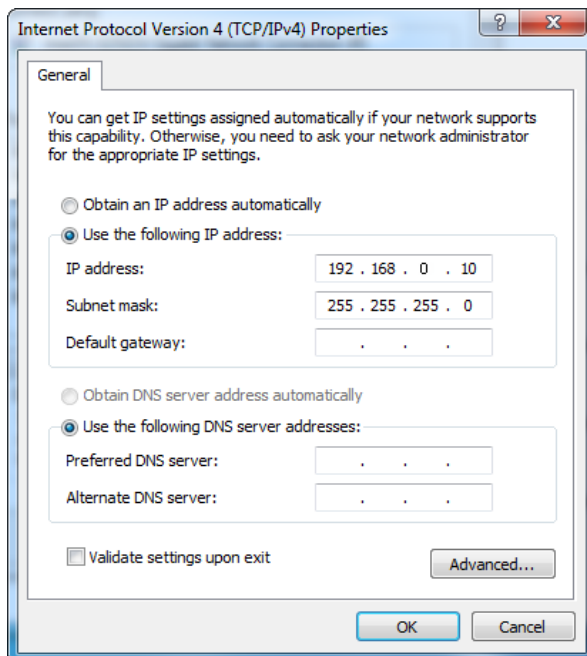 Internet Protocol Version 4 (TCP/IPv4) Properties
?
General
You can get IP settings assigned automatically if your network supports
this capability. Otherwise, you need to ask your network administrator
for the appropriate IP settings.
Obtain an IP address automatically
Use the following IP address:
IP address: 192 . 168 . 0 . 10
Subnet mask: 255 . 255 . 255 . 0
Default gateway: . . .
Obtain DNS server address automatically
Use the following DNS server addresses:
Preferred DNS server: . . .
Alternate DNS server: . . .
Validate settings upon exit
Advanced...
OK Cancel